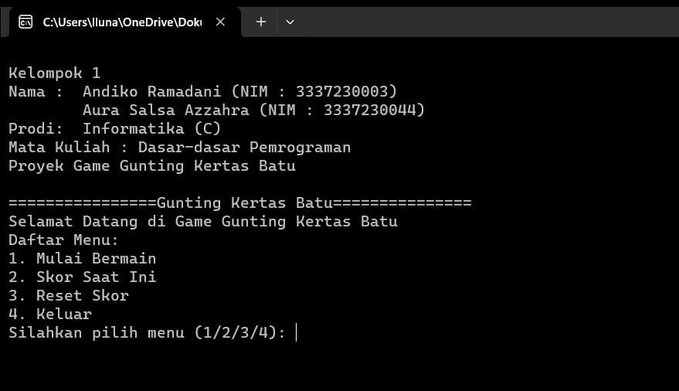 C:\Users\lluna\OneDrive\Doku
Kelompok 1
Nama :  Andiko Ramadani (NIM : 3337230003)
        Aura Salsa Azzahra (NIM : 3337230044)
Prodi:  Informatika (C)
Mata Kuliah : Dasar-dasar Pemrograman
Proyek Game Gunting Kertas Batu
================Gunting Kertas Batu===============
Selamat Datang di Game Gunting Kertas Batu
Daftar Menu:
1. Mulai Bermain
2. Skor Saat Ini
3. Reset Skor
4. Keluar
Silahkan pilih menu (1/2/3/4):